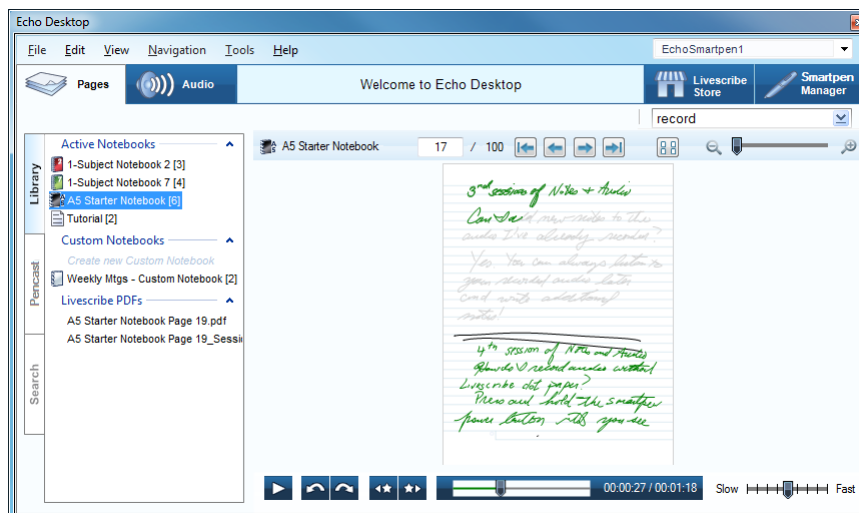 Echo Desktop
File Edit View Navigation Tools Help
EchoSmartpen1
Pages
Audio
Welcome to Echo Desktop
Livescribe
Store
Smartpen
Manager
record
Library
Pencast
Search
Active Notebooks
1-Subject Notebook 2 [3]
1-Subject Notebook 7 [4]
A5 Starter Notebook [6]
Tutorial [2]
Custom Notebooks
Create new Custom Notebook
Weekly Mtgs - Custom Notebook [2]
Livescribe PDFs
A5 Starter Notebook Page 19.pdf
A5 Starter Notebook Page 19_Sessi
A5 Starter Notebook 17 / 100
3rd session of Notes + Audio
Can I add new notes to the
audio I've already recorded?
Yes. You can always listen to
your recorded audio later
and write additional
notes!
4th session of Notes and Audio
How do I record audio without
Livescribe dot paper?
Press and hold the smartpen
power button until you see
00:00:27 / 00:01:18
Slow Fast